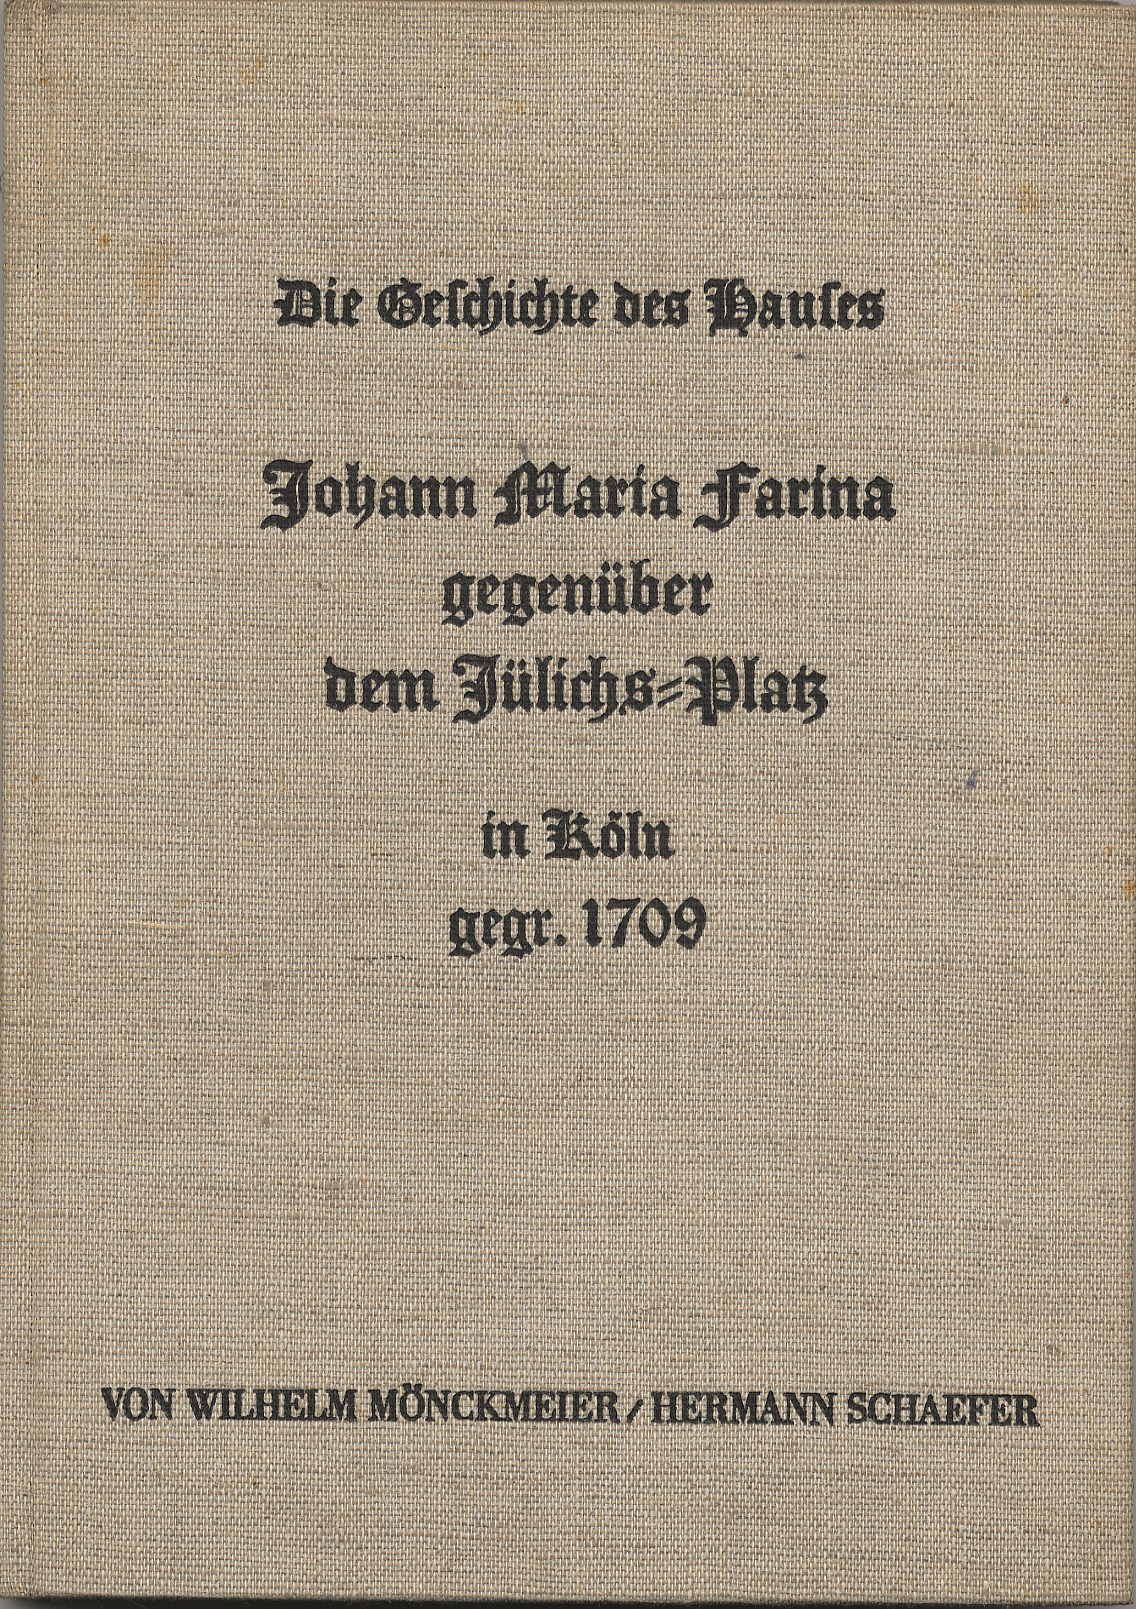 Die Geſchichte des Hauſes
Johann Maria Farina
gegenüber
dem Jülichs⸗Platz
in Köln
gegr. 1709
VON WILHELM MÖNCKMEIER / HERMANN SCHAEFER